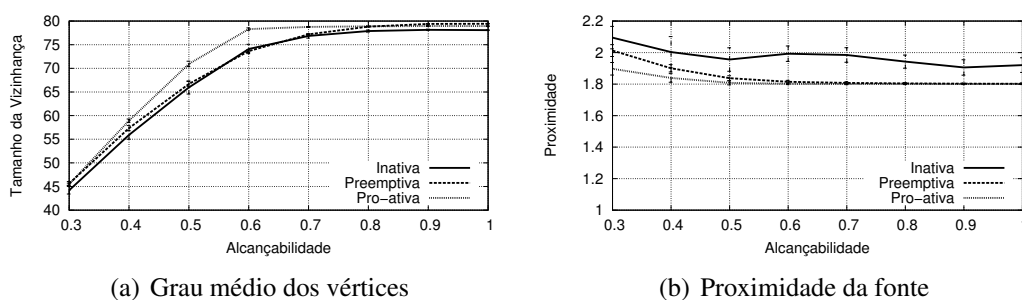 Tamanho da Vizinhança
80
75
70
65
60
55
50
45
40
0.3 0.4 0.5 0.6 0.7 0.8 0.9 1
Alcançabilidade
Inativa
Preemptiva
Pro-ativa
(a) Grau médio dos vértices
Proximidade
2.2
2
1.8
1.6
1.4
1.2
1
0.3 0.4 0.5 0.6 0.7 0.8 0.9
Alcançabilidade
Inativa
Preemptiva
Pro-ativa
(b) Proximidade da fonte